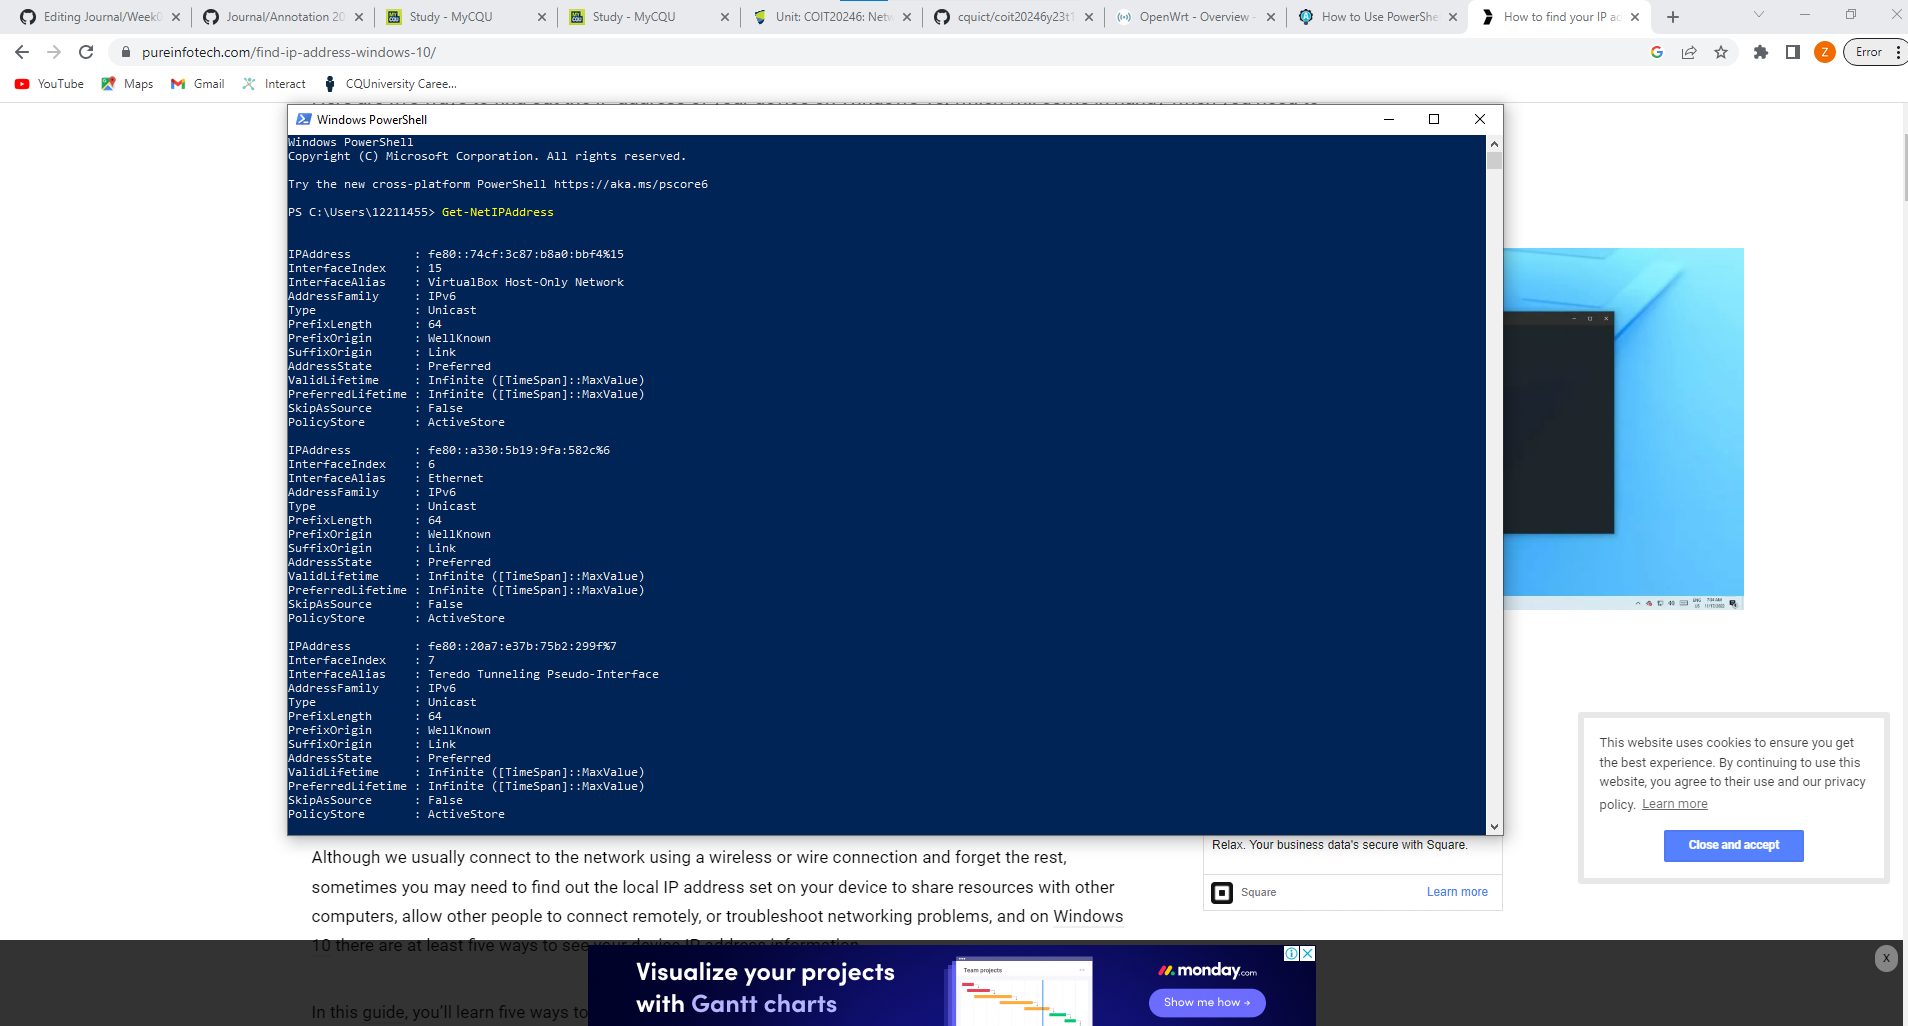 Editing Journal/Week0
Journal/Annotation 20
Study - MyCQU
Study - MyCQU
Unit: COIT20246: Netw
cquict/coit20246y23t1
OpenWrt - Overview -
How to Use PowerShe
How to find your IP ad
pureinfotech.com/find-ip-address-windows-10/
Z
Error
YouTube
Maps
Gmail
Interact
CQUniversity Caree...
Windows PowerShell
Windows PowerShell
Copyright (C) Microsoft Corporation. All rights reserved.
Try the new cross-platform PowerShell https://aka.ms/pscore6
PS C:\Users\12211455> Get-NetIPAddress
IPAddress : fe80::74cf:3c87:b8a0:bbf4%15
InterfaceIndex : 15
InterfaceAlias : VirtualBox Host-Only Network
AddressFamily : IPv6
Type : Unicast
PrefixLength : 64
PrefixOrigin : WellKnown
SuffixOrigin : Link
AddressState : Preferred
ValidLifetime : Infinite ([TimeSpan]::MaxValue)
PreferredLifetime : Infinite ([TimeSpan]::MaxValue)
SkipAsSource : False
PolicyStore : ActiveStore
IPAddress : fe80::a330:5b19:9fa:582c%6
InterfaceIndex : 6
InterfaceAlias : Ethernet
AddressFamily : IPv6
Type : Unicast
PrefixLength : 64
PrefixOrigin : WellKnown
SuffixOrigin : Link
AddressState : Preferred
ValidLifetime : Infinite ([TimeSpan]::MaxValue)
PreferredLifetime : Infinite ([TimeSpan]::MaxValue)
SkipAsSource : False
PolicyStore : ActiveStore
IPAddress : fe80::20a7:e37b:75b2:299f%7
InterfaceIndex : 7
InterfaceAlias : Teredo Tunneling Pseudo-Interface
AddressFamily : IPv6
Type : Unicast
PrefixLength : 64
PrefixOrigin : WellKnown
SuffixOrigin : Link
AddressState : Preferred
ValidLifetime : Infinite ([TimeSpan]::MaxValue)
PreferredLifetime : Infinite ([TimeSpan]::MaxValue)
SkipAsSource : False
PolicyStore : ActiveStore
This website uses cookies to ensure you get
the best experience. By continuing to use this
website, you agree to their use and our privacy
policy. Learn more
Close and accept
Relax. Your business data's secure with Square.
Square
Learn more
Although we usually connect to the network using a wireless or wire connection and forget the rest,
sometimes you may need to find out the local IP address set on your device to share resources with other
computers, allow other people to connect remotely, or troubleshoot networking problems, and on Windows
10 there are at least five ways to see your device IP address information.
In this guide, you'll learn five ways to
Visualize your projects
with Gantt charts
Team projects
monday.com
Show me how →
X